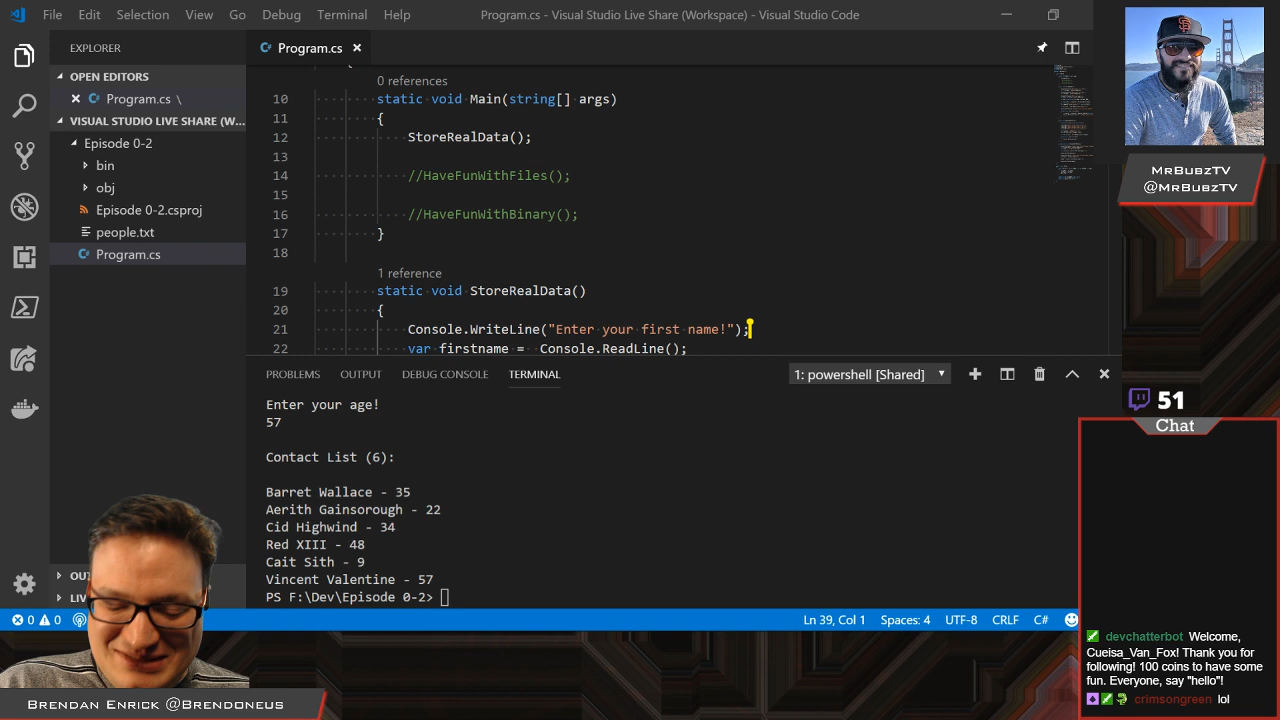 File Edit Selection View Go Debug Terminal Help
Program.cs - Visual Studio Live Share (Workspace) - Visual Studio Code
EXPLORER
OPEN EDITORS
Program.cs \
VISUAL STUDIO LIVE SHARE (W...
Episode 0-2
bin
obj
Episode 0-2.csproj
people.txt
Program.cs
Program.cs
0 references
10 static void Main(string[] args)
11 {
12 StoreRealData();
13
14 //HaveFunWithFiles();
15
16 //HaveFunWithBinary();
17 }
18
1 reference
19 static void StoreRealData()
20 {
21 Console.WriteLine("Enter your first name!");
22 var firstname = Console.ReadLine();
PROBLEMS OUTPUT DEBUG CONSOLE TERMINAL
1: powershell [Shared]
Enter your age!
57
Contact List (6):
Barret Wallace - 35
Aerith Gainsorough - 22
Cid Highwind - 34
Red XIII - 48
Cait Sith - 9
Vincent Valentine - 57
PS F:\Dev\Episode 0-2>
OU
LIV
0 0
Ln 39, Col 1 Spaces: 4 UTF-8 CRLF C#
MrBubzTV
@MrBubzTV
51
Chat
devchatterbot Welcome,
Cueisa_Van_Fox! Thank you for
following! 100 coins to have some
fun. Everyone, say "hello"!
crimsongreen lol
Brendan Enrick @Brendoneus